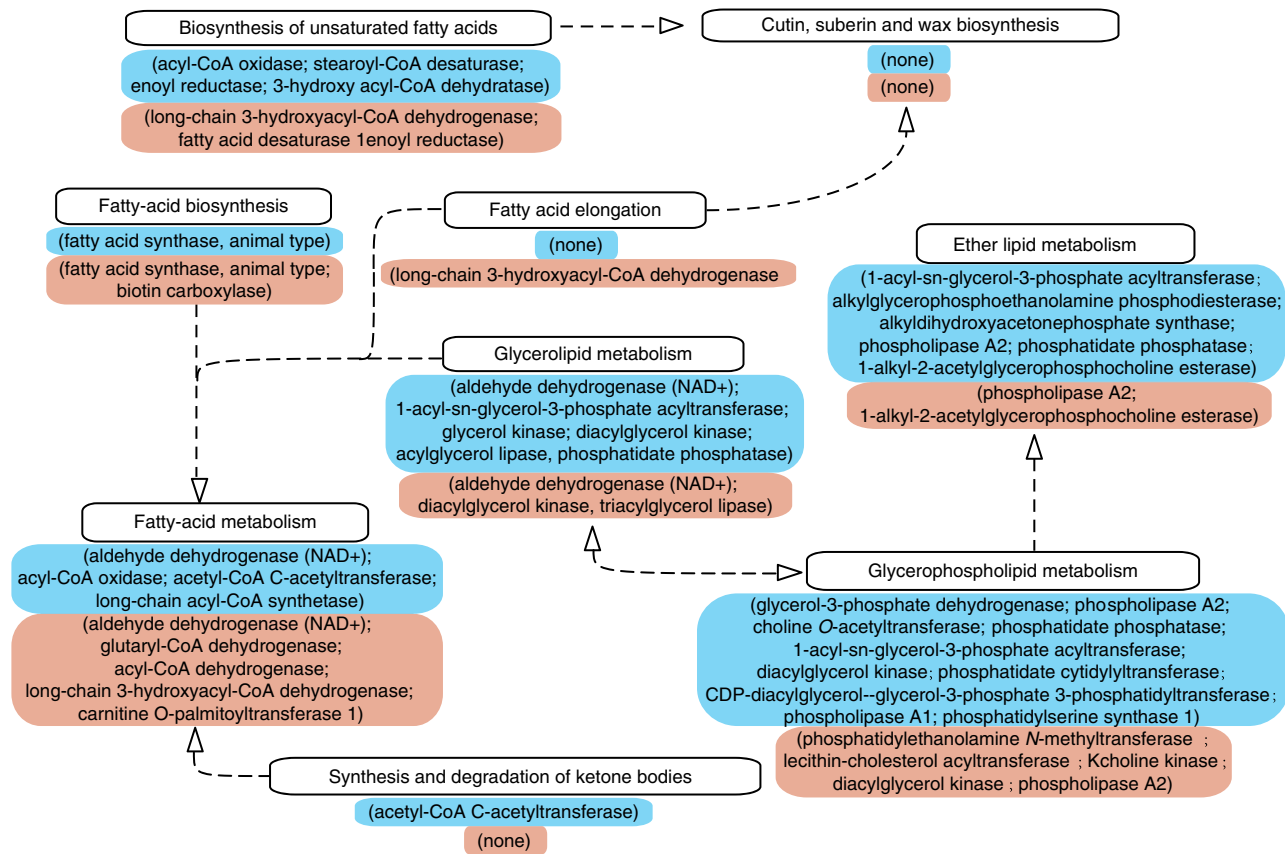 Biosynthesis of unsaturated fatty acids
(acyl-CoA oxidase; stearoyl-CoA desaturase;
enoyl reductase; 3-hydroxy acyl-CoA dehydratase)
(long-chain 3-hydroxyacyl-CoA dehydrogenase;
fatty acid desaturase 1enoyl reductase)
Cutin, suberin and wax biosynthesis
(none)
(none)
Fatty-acid biosynthesis
(fatty acid synthase, animal type)
(fatty acid synthase, animal type;
biotin carboxylase)
Fatty acid elongation
(none)
(long-chain 3-hydroxyacyl-CoA dehydrogenase
Ether lipid metabolism
(1-acyl-sn-glycerol-3-phosphate acyltransferase;
alkylglycerophosphoethanolamine phosphodiesterase;
alkyldihydroxyacetonephosphate synthase;
phospholipase A2; phosphatidate phosphatase;
1-alkyl-2-acetylglycerophosphocholine esterase)
(phospholipase A2;
1-alkyl-2-acetylglycerophosphocholine esterase)
Glycerolipid metabolism
(aldehyde dehydrogenase (NAD+);
1-acyl-sn-glycerol-3-phosphate acyltransferase;
glycerol kinase; diacylglycerol kinase;
acylglycerol lipase, phosphatidate phosphatase)
(aldehyde dehydrogenase (NAD+);
diacylglycerol kinase, triacylglycerol lipase)
Fatty-acid metabolism
(aldehyde dehydrogenase (NAD+);
acyl-CoA oxidase; acetyl-CoA C-acetyltransferase;
long-chain acyl-CoA synthetase)
(aldehyde dehydrogenase (NAD+);
glutaryl-CoA dehydrogenase;
acyl-CoA dehydrogenase;
long-chain 3-hydroxyacyl-CoA dehydrogenase;
carnitine O-palmitoyltransferase 1)
Glycerophospholipid metabolism
(glycerol-3-phosphate dehydrogenase; phospholipase A2;
choline O-acetyltransferase; phosphatidate phosphatase;
1-acyl-sn-glycerol-3-phosphate acyltransferase;
diacylglycerol kinase; phosphatidate cytidylyltransferase;
CDP-diacylglycerol--glycerol-3-phosphate 3-phosphatidyltransferase;
phospholipase A1; phosphatidylserine synthase 1)
(phosphatidylethanolamine N-methyltransferase ;
lecithin-cholesterol acyltransferase ; Kcholine kinase ;
diacylglycerol kinase ; phospholipase A2)
Synthesis and degradation of ketone bodies
(acetyl-CoA C-acetyltransferase)
(none)